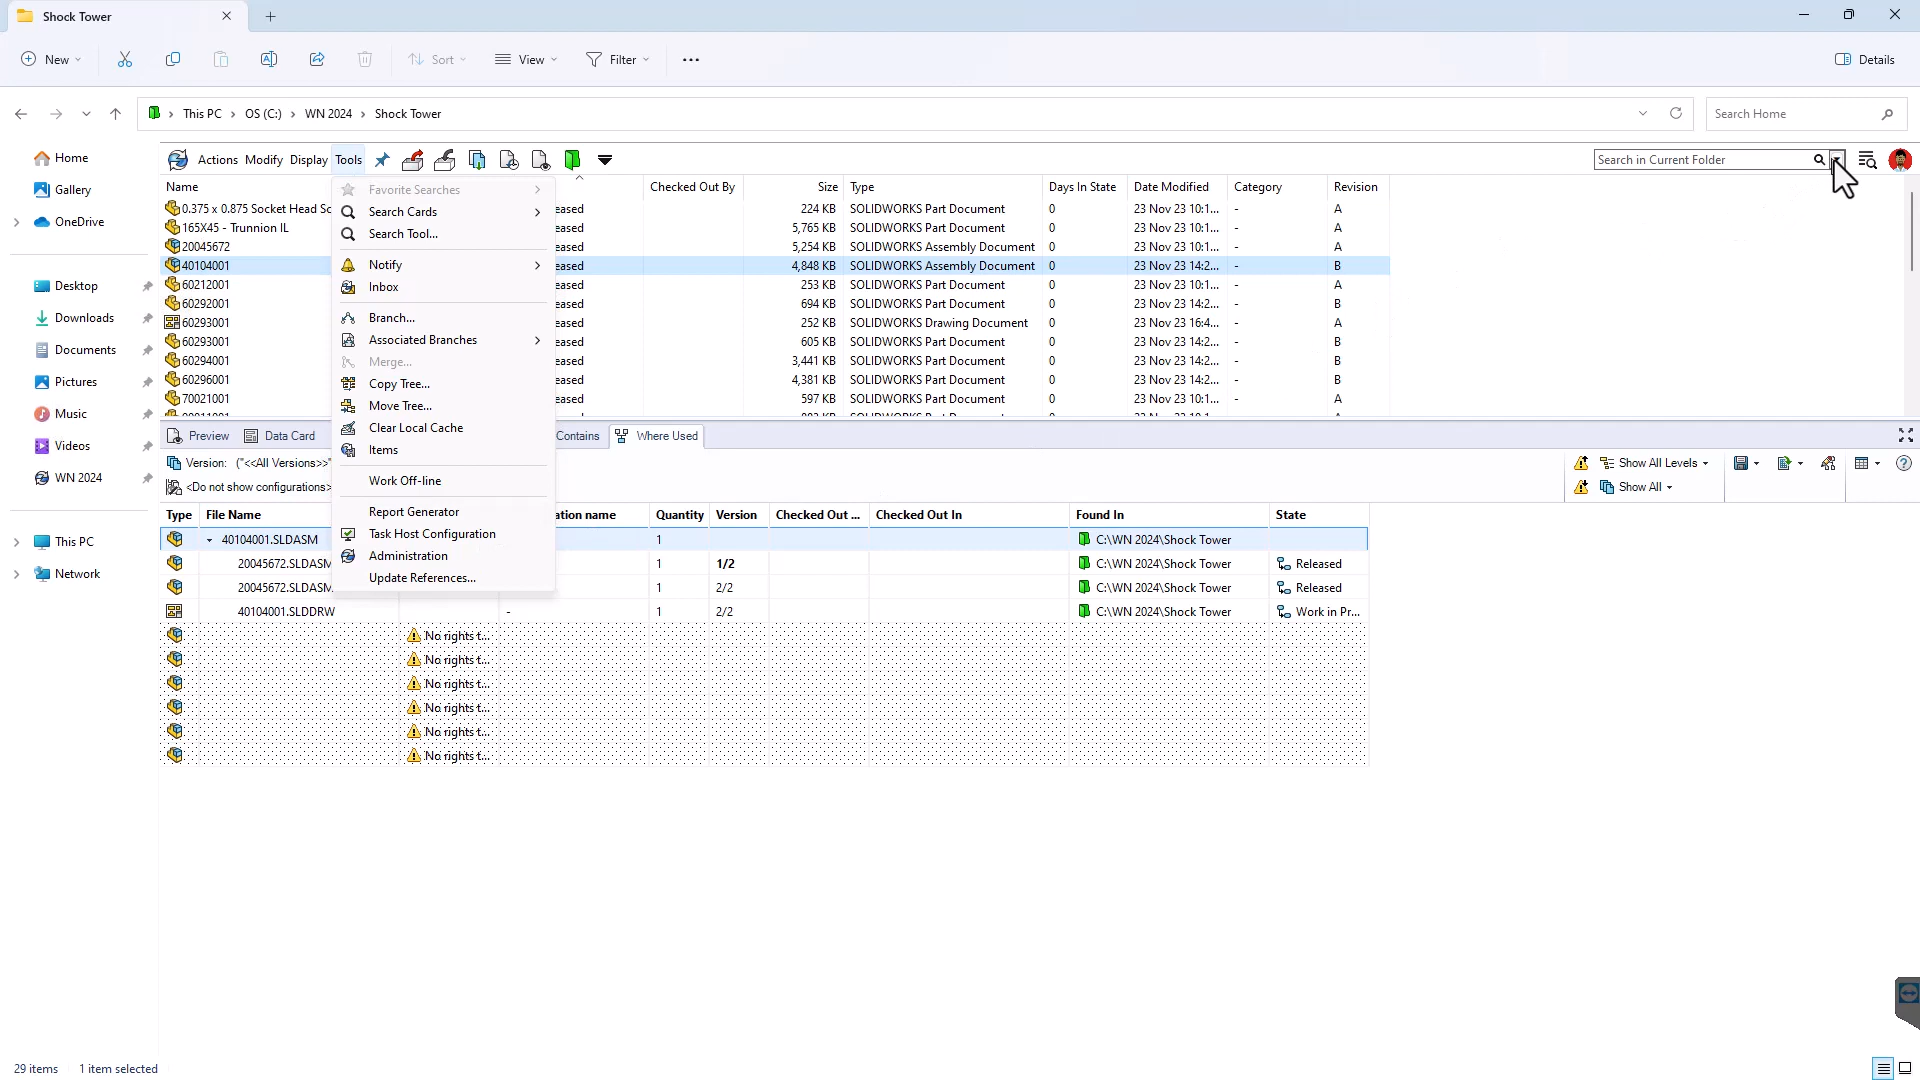 Shock Tower
New
Sort
View
Filter
Details
This PC > OS (C:) > WN 2024 > Shock Tower
Search Home
Home
Gallery
OneDrive
Desktop
Downloads
Documents
Pictures
Music
Videos
WN 2024
This PC
Network
Actions Modify Display Tools
Search in Current Folder
Name Checked Out By Size Type Days In State Date Modified Category Revision
0.375 x 0.875 Socket Head Sc eased 224 KB SOLIDWORKS Part Document 0 23 Nov 23 10:1... - A
165X45 - Trunnion IL eased 5,765 KB SOLIDWORKS Part Document 0 23 Nov 23 10:1... - A
20045672 eased 5,254 KB SOLIDWORKS Assembly Document 0 23 Nov 23 10:1... - A
40104001 eased 4,848 KB SOLIDWORKS Assembly Document 0 23 Nov 23 14:2... - B
60212001 eased 253 KB SOLIDWORKS Part Document 0 23 Nov 23 10:1... - A
60292001 eased 694 KB SOLIDWORKS Part Document 0 23 Nov 23 14:2... - B
60293001 eased 252 KB SOLIDWORKS Drawing Document 0 23 Nov 23 16:4... - A
60293001 eased 605 KB SOLIDWORKS Part Document 0 23 Nov 23 14:2... - B
60294001 eased 3,441 KB SOLIDWORKS Part Document 0 23 Nov 23 14:2... - B
60296001 eased 4,381 KB SOLIDWORKS Part Document 0 23 Nov 23 14:2... - B
70021001 eased 597 KB SOLIDWORKS Part Document 0 23 Nov 23 10:1... - A
Favorite Searches
Search Cards
Search Tool...
Notify
Inbox
Branch...
Associated Branches
Merge...
Copy Tree...
Move Tree...
Clear Local Cache
Items
Work Off-line
Report Generator
Task Host Configuration
Administration
Update References...
Preview Data Card Contains Where Used
Version: ("<<All Versions>>"
<Do not show configurations>
Show All Levels
Show All
Type File Name ation name Quantity Version Checked Out ... Checked Out In Found In State
40104001.SLDASM 1 C:\WN 2024\Shock Tower
20045672.SLDASM 1 1/2 C:\WN 2024\Shock Tower Released
20045672.SLDASM 1 2/2 C:\WN 2024\Shock Tower Released
40104001.SLDDRW - 1 2/2 C:\WN 2024\Shock Tower Work in Pr...
No rights t...
No rights t...
No rights t...
No rights t...
No rights t...
No rights t...
29 items 1 item selected